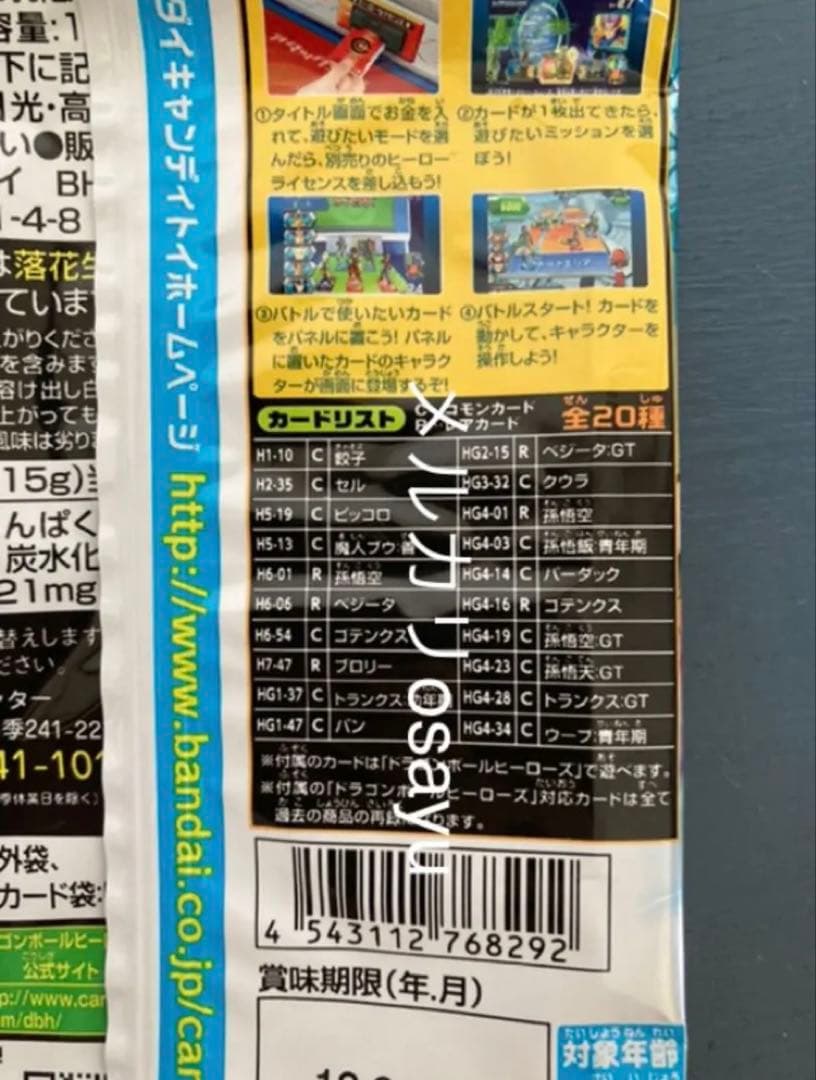 容量:1
下に記
日光・高
い●販
イ BH
1-4-8
は落花生
ていま
がりくださ
を含みます
溶け出し白
上がっても
風味は劣り
15g)当
んぱく
炭水化
21mg
替えします
ださい。
ター
季241-22
41-101
季休業日を除く)
外袋、
カード袋:
ゴンボールヒー
公式サイト
p://www.car
m/dbh/
ダイキャンディトイホームページ http://www.bandai.co.jp/can
①タイトル画面でお金を入
れて、遊びたいモードを選
んだら、別売りのヒーロー
ライセンスを差し込もう!
②カードが1枚出てきたら、
遊びたいミッションを選
ぼう!
③バトルで使いたいカード
をパネルに置こう! パネル
に置いたカードのキャラク
ターが画面に登場するぞ!
④バトルスタート! カードを
動かして、キャラクターを
操作しよう!
カードリスト
コモンカード
レアカード
全20種
H1-10 C 餃子
H2-35 C セル
H5-19 C ピッコロ
H5-13 C 魔人ブウ:善
H6-01 R 孫悟空
H6-06 R ベジータ
H6-54 C ゴテンクス
H7-47 R ブロリー
HG1-37 C トランクス:幼年期
HG1-47 C パン
HG2-15 R ベジータ:GT
HG3-32 C クウラ
HG4-01 R 孫悟空
HG4-03 C 孫悟飯:青年期
HG4-14 C バーダック
HG4-16 R ゴテンクス
HG4-19 C 孫悟空:GT
HG4-23 C 孫悟天:GT
HG4-28 C トランクス:GT
HG4-34 C ウーブ:青年期
※付属のカードは「ドラゴンボールヒーローズ」で遊べます。
※付属の「ドラゴンボールヒーローズ」対応カードは全て
過去の商品の再録になります。
メルカリosayu
4 543112 768292
賞味期限(年.月)
対象年齢